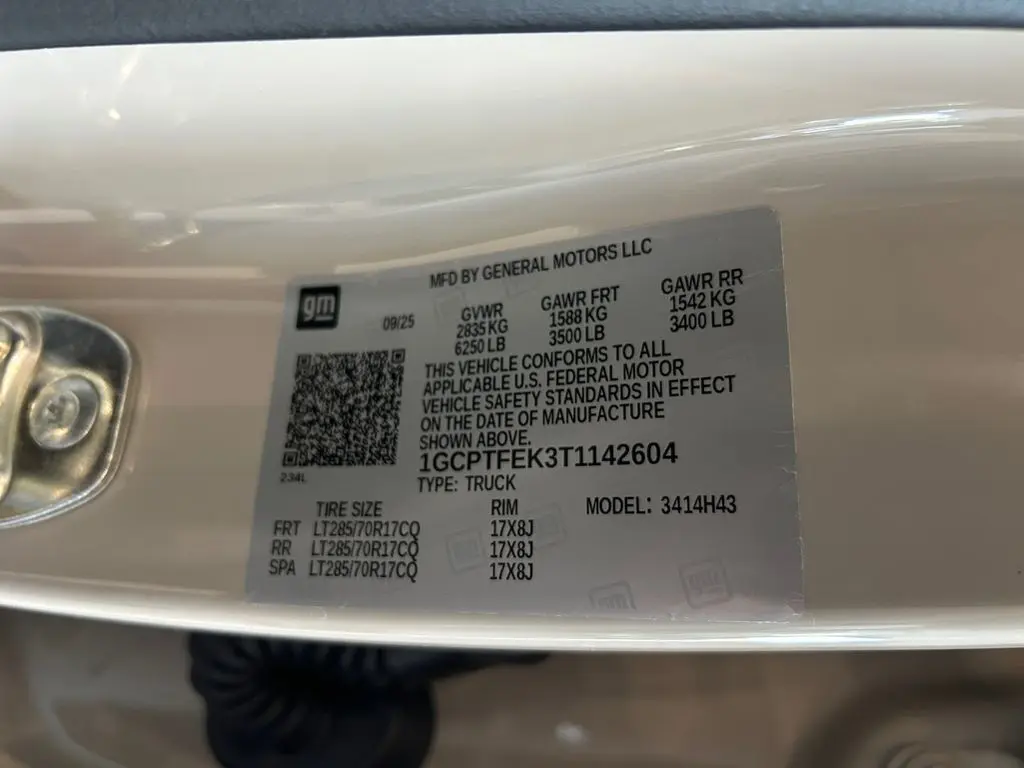 MFD BY GENERAL MOTORS LLC
gm
09/25
GVWR
2835 KG
6250 LB
GAWR FRT
1588 KG
3500 LB
GAWR RR
1542 KG
3400 LB
THIS VEHICLE CONFORMS TO ALL
APPLICABLE U.S. FEDERAL MOTOR
VEHICLE SAFETY STANDARDS IN EFFECT
ON THE DATE OF MANUFACTURE
SHOWN ABOVE.
1GCPTFEK3T1142604
234L
TYPE: TRUCK
TIRE SIZE RIM MODEL: 3414H43
FRT LT285/70R17CQ 17X8J
RR LT285/70R17CQ 17X8J
SPA LT285/70R17CQ 17X8J
gm
gm
gm